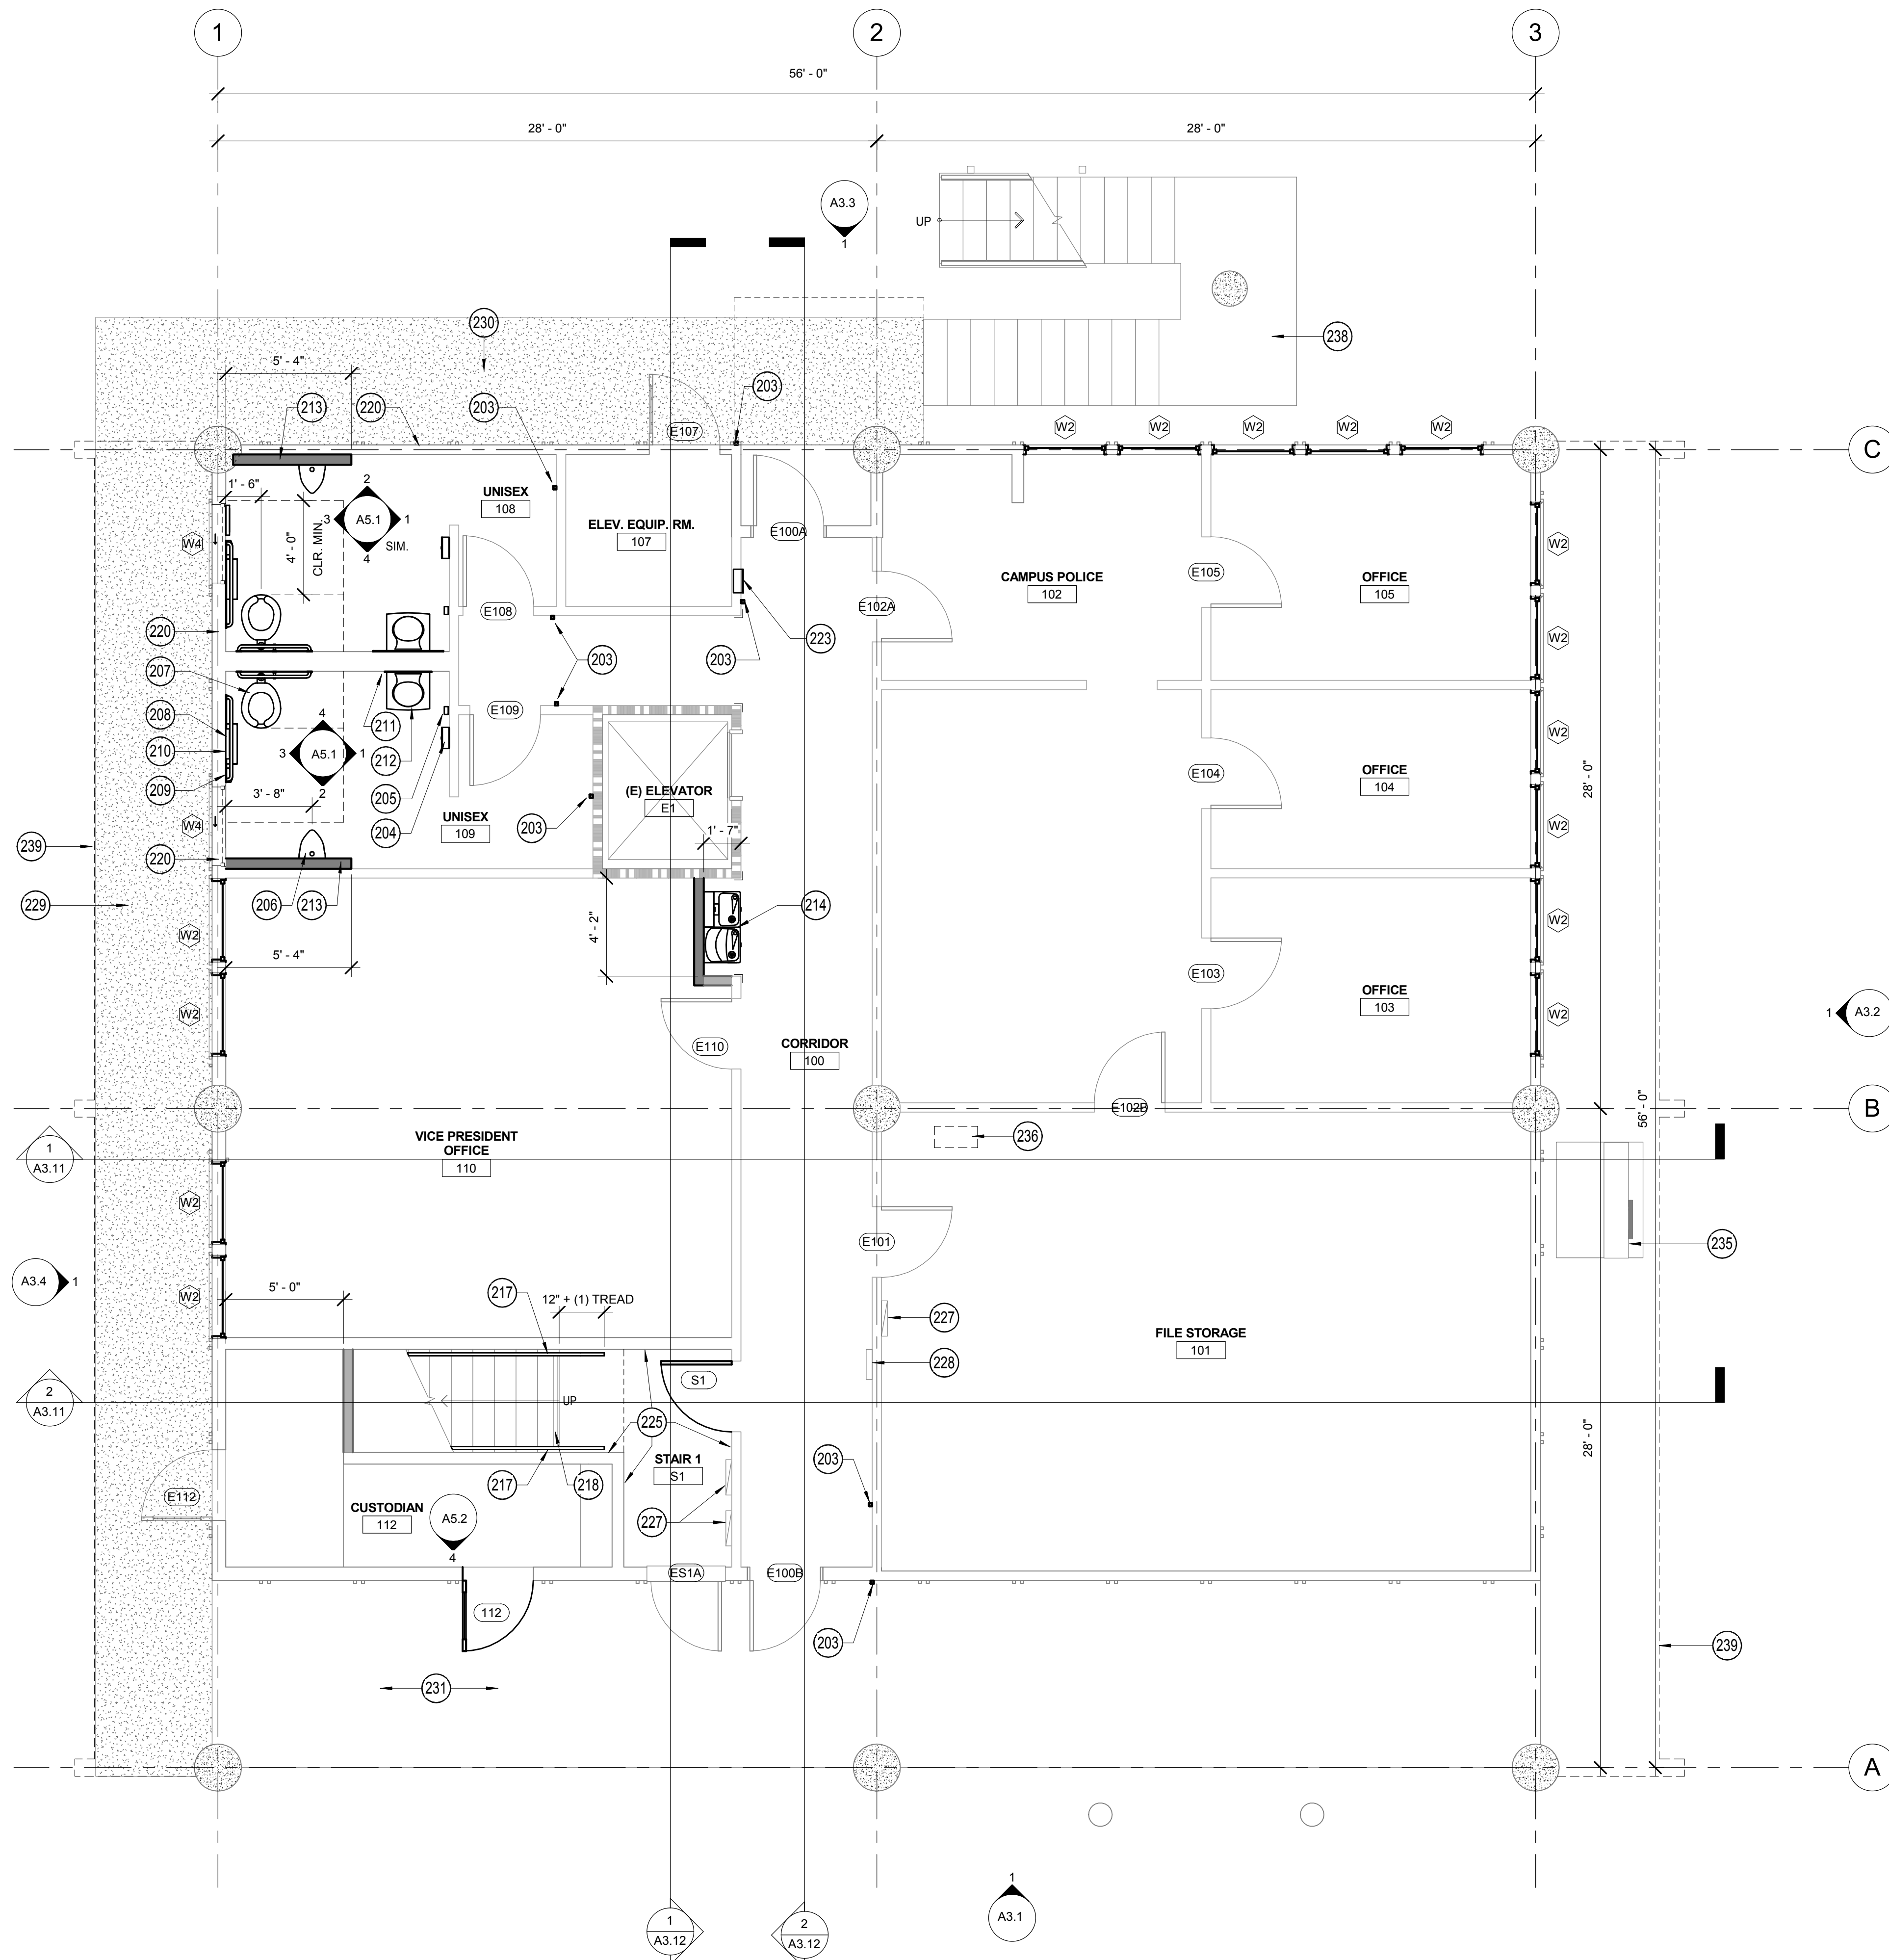 1
2
3
56' - 0"
28' - 0"
28' - 0"
A3.3
1
UP
238
230
5' - 4"
213
220
203
203
E107
W2
W2
W2
W2
W2
C
1' - 6"
2
3
A5.1
1
4
SIM.
4' - 0"
CLR. MIN.
UNISEX
108
ELEV. EQUIP. RM.
107
E100A
W4
W2
CAMPUS POLICE
102
E105
OFFICE
105
E108
E102A
220
223
W2
203
203
207
208
210
209
4
3
A5.1
1
2
E109
211
212
205
204
3' - 8"
W4
UNISEX
109
203
(E) ELEVATOR
E1
1' - 7"
W2
E104
OFFICE
104
28' - 0"
W2
239
220
229
206
213
214
W2
W2
4' - 2"
5' - 4"
E103
OFFICE
103
W2
W2
1
A3.2
CORRIDOR
100
E110
E102B
B
56' - 0"
1
A3.11
VICE PRESIDENT
OFFICE
110
236
W2
E101
235
A3.4
1
W2
5' - 0"
217
12" + (1) TREAD
227
FILE STORAGE
101
228
2
A3.11
S1
UP
225
28' - 0"
STAIR 1
S1
203
217
218
E112
CUSTODIAN
112
A5.2
4
227
ES1A
E100B
112
203
239
231
A
1
A3.12
2
A3.12
1
A3.1